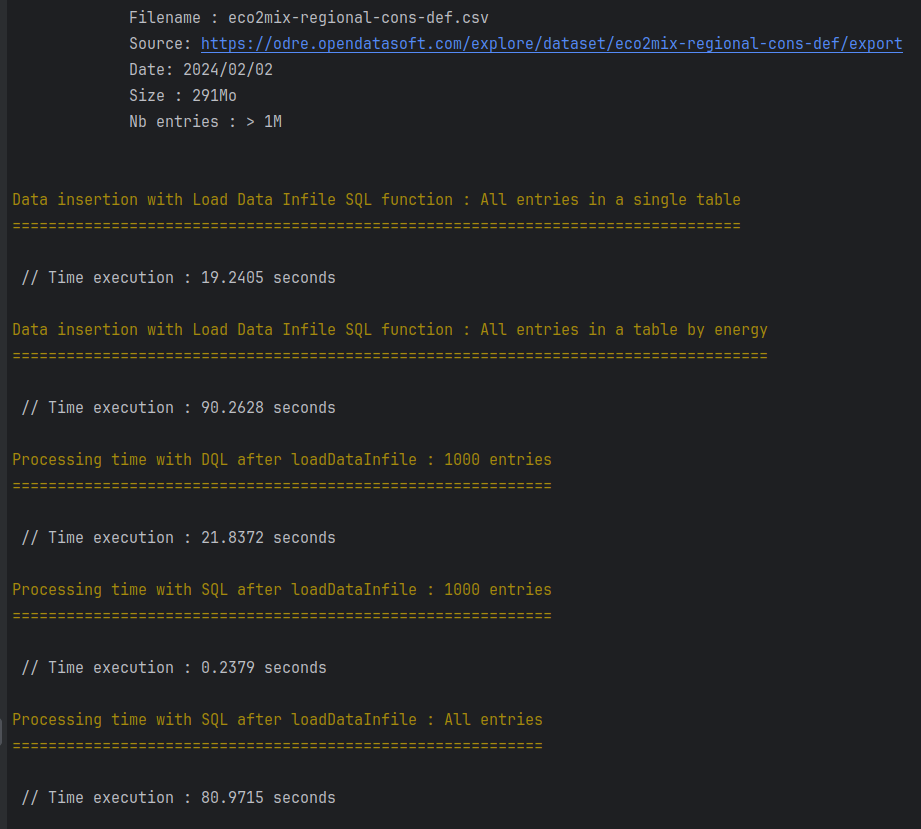 Filename : eco2mix-regional-cons-def.csv
Source: https://odre.opendatasoft.com/explore/dataset/eco2mix-regional-cons-def/export
Date: 2024/02/02
Size : 291Mo
Nb entries : > 1M
Data insertion with Load Data Infile SQL function : All entries in a single table
=================================================================================
// Time execution : 19.2405 seconds
Data insertion with Load Data Infile SQL function : All entries in a table by energy
====================================================================================
// Time execution : 90.2628 seconds
Processing time with DQL after loadDataInfile : 1000 entries
============================================================
// Time execution : 21.8372 seconds
Processing time with SQL after loadDataInfile : 1000 entries
============================================================
// Time execution : 0.2379 seconds
Processing time with SQL after loadDataInfile : All entries
===========================================================
// Time execution : 80.9715 seconds